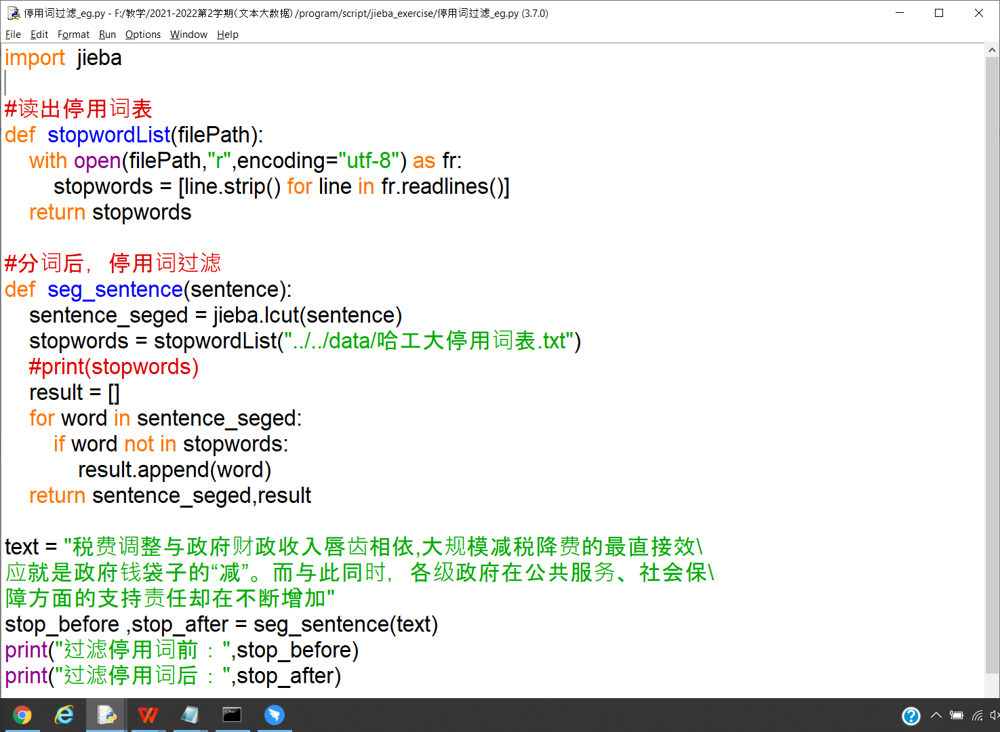 停用词过滤_eg.py - F:/教学/2021-2022第2学期(文本大数据)/program/script/jieba_exercise/停用词过滤_eg.py (3.7.0)
File Edit Format Run Options Window Help
import jieba
#读出停用词表
def stopwordList(filePath):
    with open(filePath,"r",encoding="utf-8") as fr:
        stopwords = [line.strip() for line in fr.readlines()]
    return stopwords
#分词后，停用词过滤
def seg_sentence(sentence):
    sentence_seged = jieba.lcut(sentence)
    stopwords = stopwordList("../../data/哈工大停用词表.txt")
    #print(stopwords)
    result = []
    for word in sentence_seged:
        if word not in stopwords:
            result.append(word)
    return sentence_seged,result
text = "税费调整与政府财政收入唇齿相依,大规模减税降费的最直接效\
应就是政府钱袋子的“减”。而与此同时，各级政府在公共服务、社会保\
障方面的支持责任却在不断增加"
stop_before ,stop_after = seg_sentence(text)
print("过滤停用词前：",stop_before)
print("过滤停用词后：",stop_after)